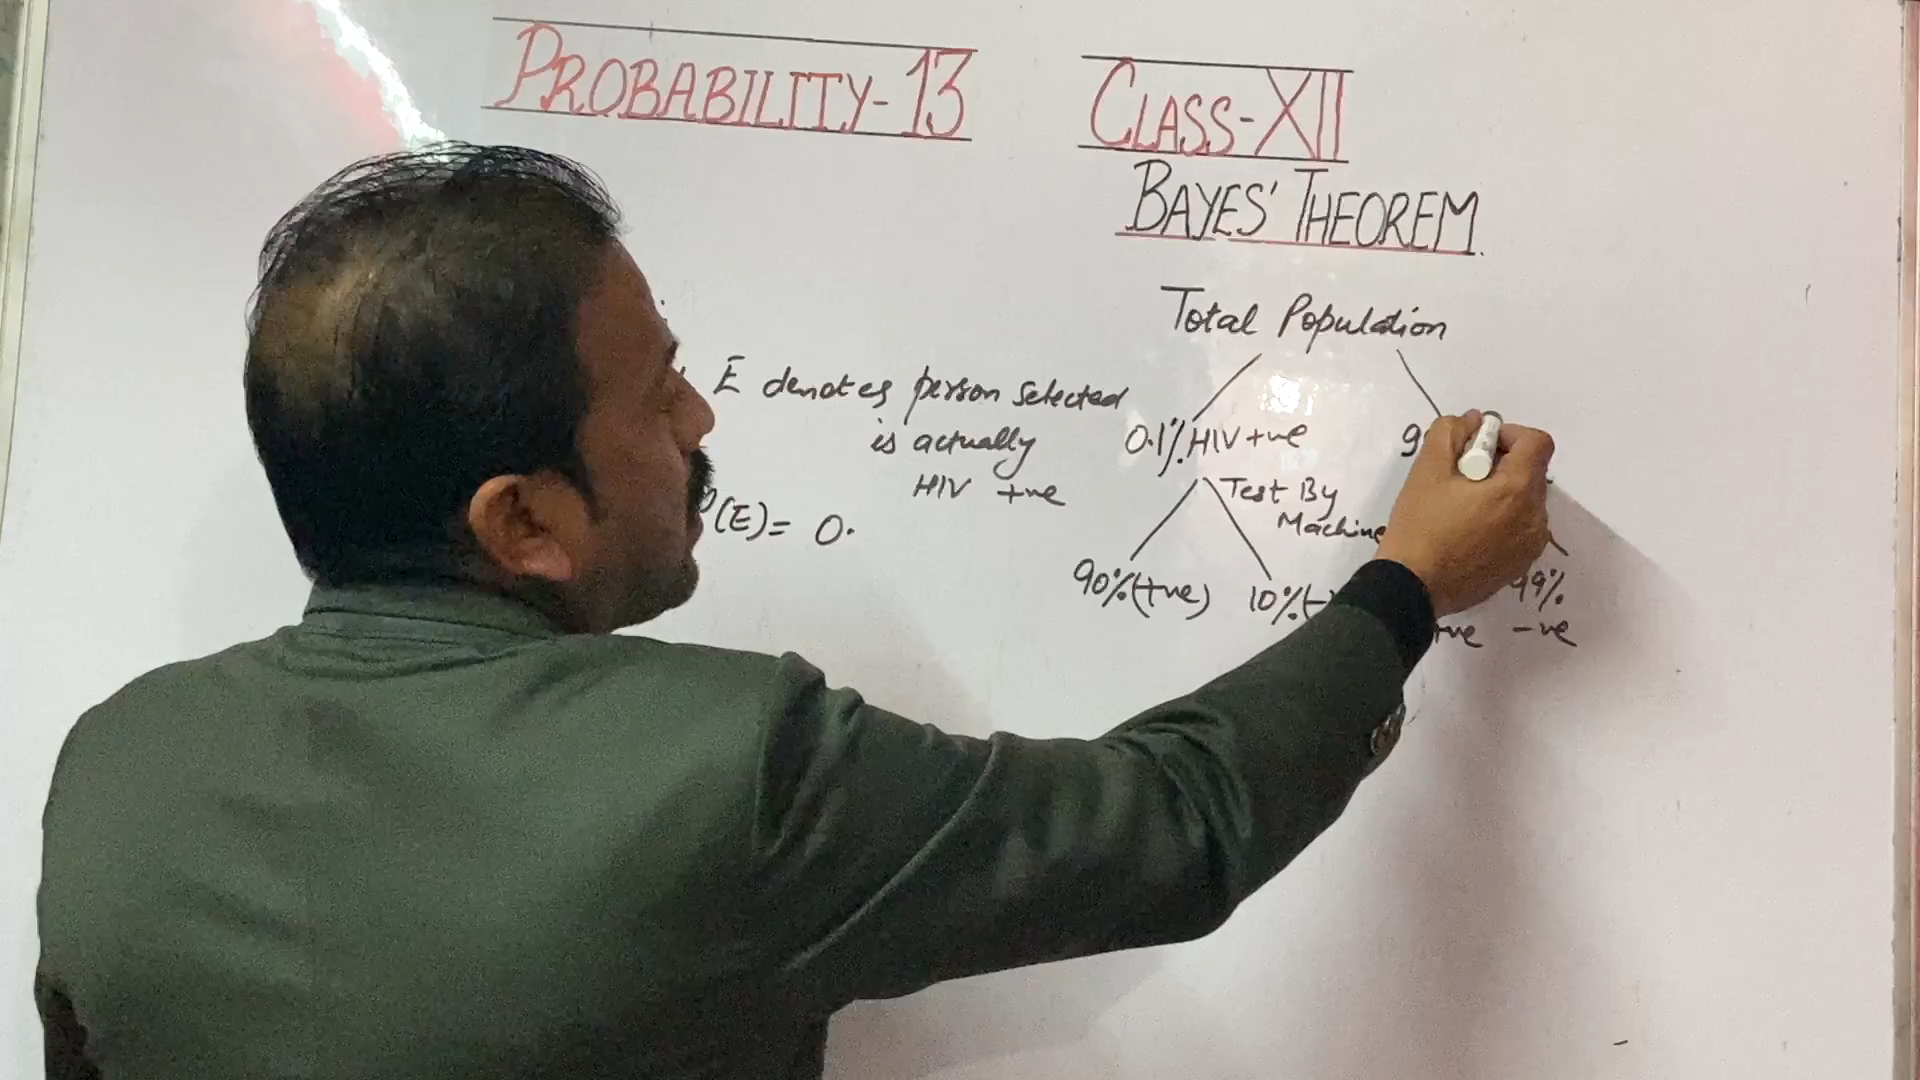 PROBABILITY-13
CLASS-XII
BAYES' THEOREM.
Total Population
E denotes person selected
is actually
HIV +ve
P(E)= 0.
0.1% HIV +ve
Test By
Machine
90%(+ve)
10%(-
99%
+ve -ve